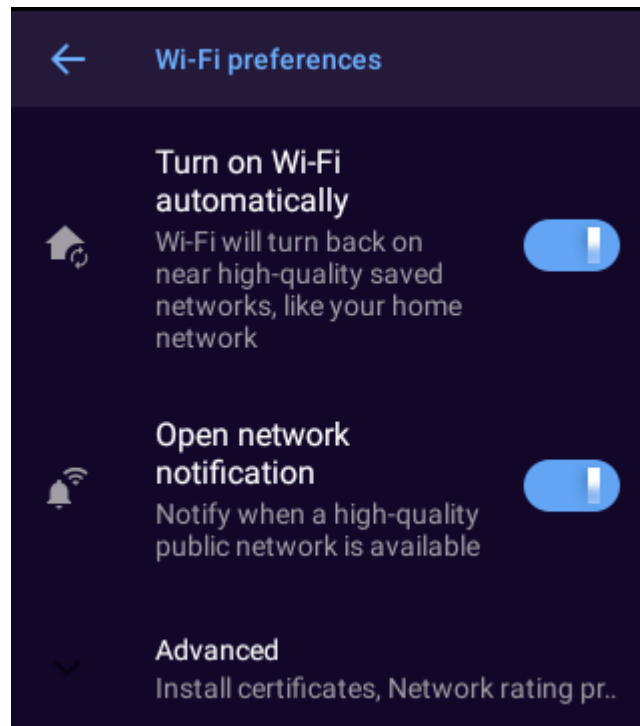 Wi-Fi preferences
Turn on Wi-Fi
automatically
Wi-Fi will turn back on
near high-quality saved
networks, like your home
network
Open network
notification
Notify when a high-quality
public network is available
Advanced
Install certificates, Network rating pr..